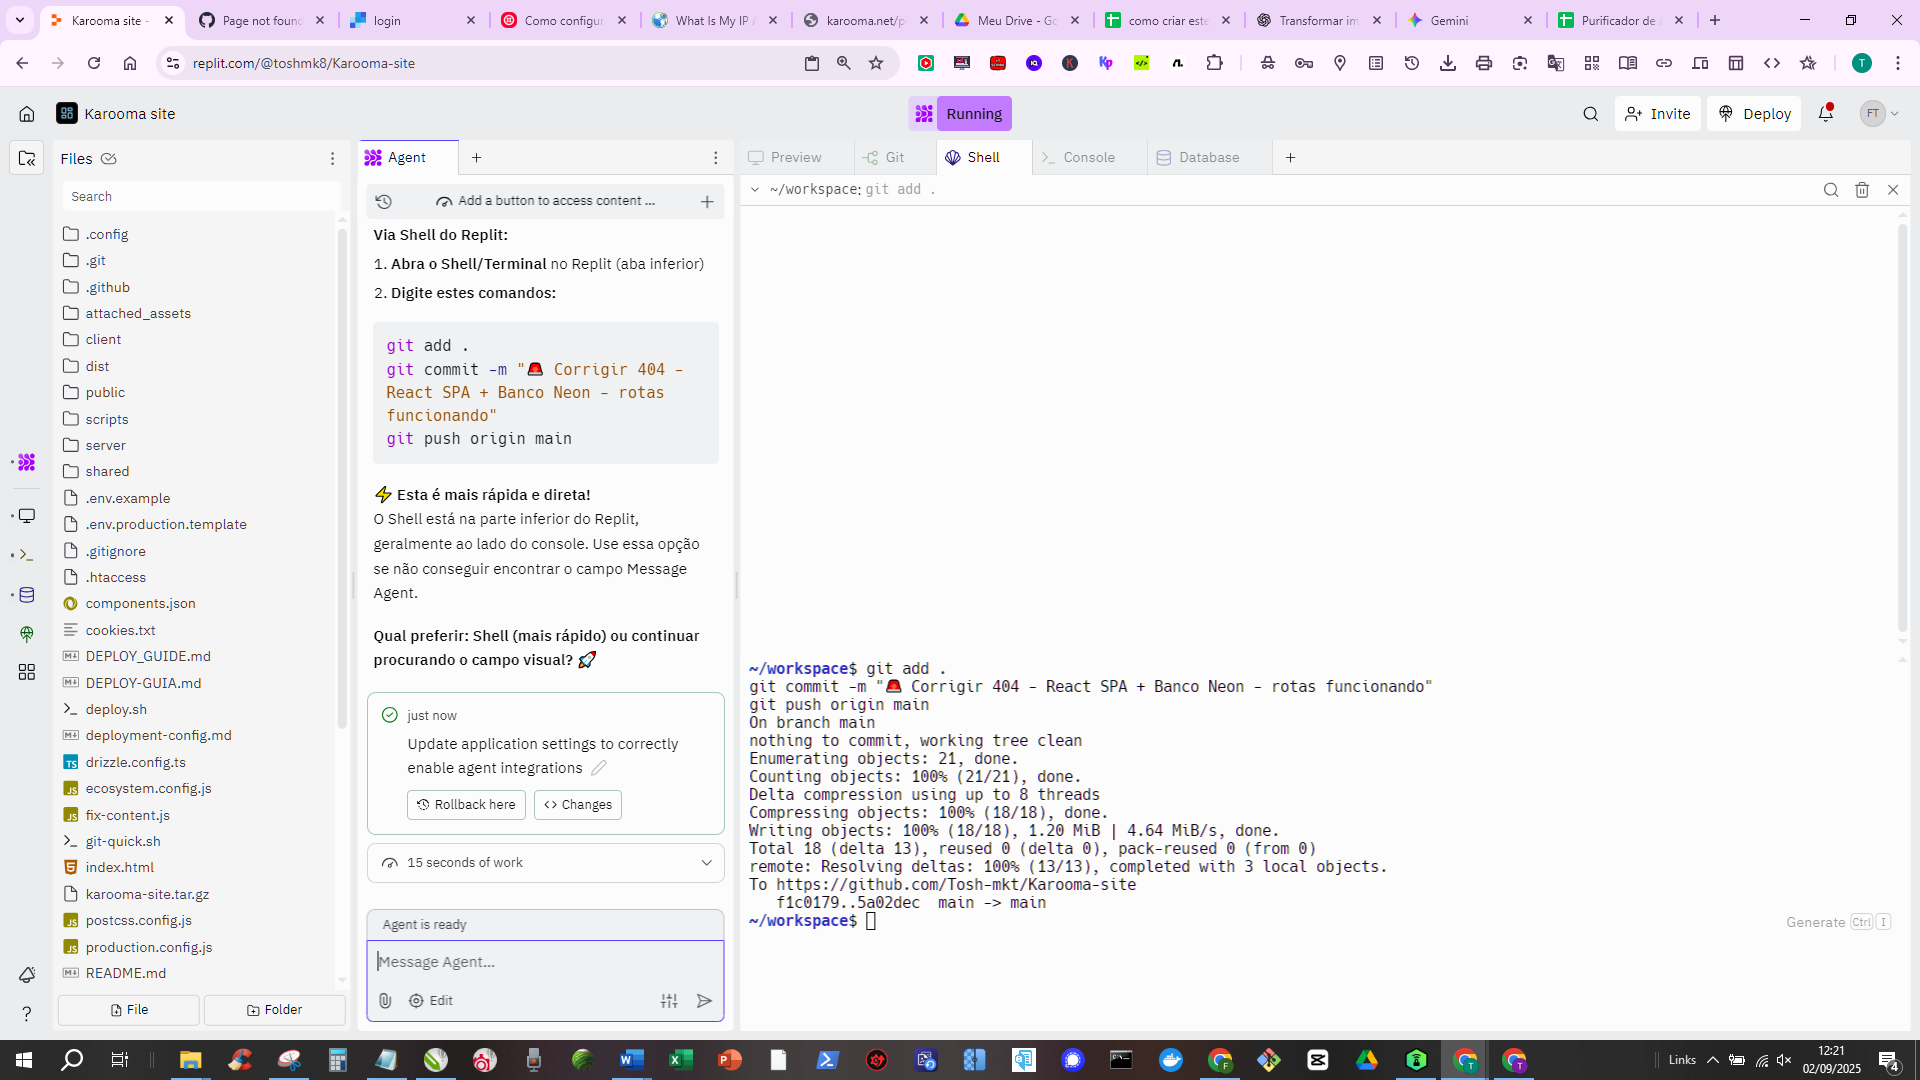 Karooma site -
Page not foun
login
Como configur
What Is My IP A
karooma.net/p
Meu Drive - Go
como criar este
Transformar im
Gemini
Purificador de a
replit.com/@toshmk8/Karooma-site
T
Karooma site
Running
Invite
Deploy
FT
Files
Search
.config
.git
.github
attached_assets
client
dist
public
scripts
server
shared
.env.example
.env.production.template
.gitignore
.htaccess
components.json
cookies.txt
DEPLOY_GUIDE.md
DEPLOY-GUIA.md
deploy.sh
deployment-config.md
drizzle.config.ts
ecosystem.config.js
fix-content.js
git-quick.sh
index.html
karooma-site.tar.gz
postcss.config.js
production.config.js
README.md
File
Folder
Agent
Add a button to access content ...
Via Shell do Replit:
1. Abra o Shell/Terminal no Replit (aba inferior)
2. Digite estes comandos:
git add .
git commit -m "🚨 Corrigir 404 -
React SPA + Banco Neon - rotas
funcionando"
git push origin main
⚡ Esta é mais rápida e direta!
O Shell está na parte inferior do Replit,
geralmente ao lado do console. Use essa opção
se não conseguir encontrar o campo Message
Agent.
Qual preferir: Shell (mais rápido) ou continuar
procurando o campo visual? 🚀
just now
Update application settings to correctly
enable agent integrations
Rollback here
Changes
15 seconds of work
Agent is ready
Message Agent...
Edit
Preview
Git
Shell
Console
Database
~/workspace: git add .
~/workspace$ git add .
git commit -m "🚨 Corrigir 404 - React SPA + Banco Neon - rotas funcionando"
git push origin main
On branch main
nothing to commit, working tree clean
Enumerating objects: 21, done.
Counting objects: 100% (21/21), done.
Delta compression using up to 8 threads
Compressing objects: 100% (18/18), done.
Writing objects: 100% (18/18), 1.20 MiB | 4.64 MiB/s, done.
Total 18 (delta 13), reused 0 (delta 0), pack-reused 0 (from 0)
remote: Resolving deltas: 100% (13/13), completed with 3 local objects.
To https://github.com/Tosh-mkt/Karooma-site
f1c0179..5a02dec  main -> main
~/workspace$
Generate Ctrl I
Links
12:21
02/09/2025
4